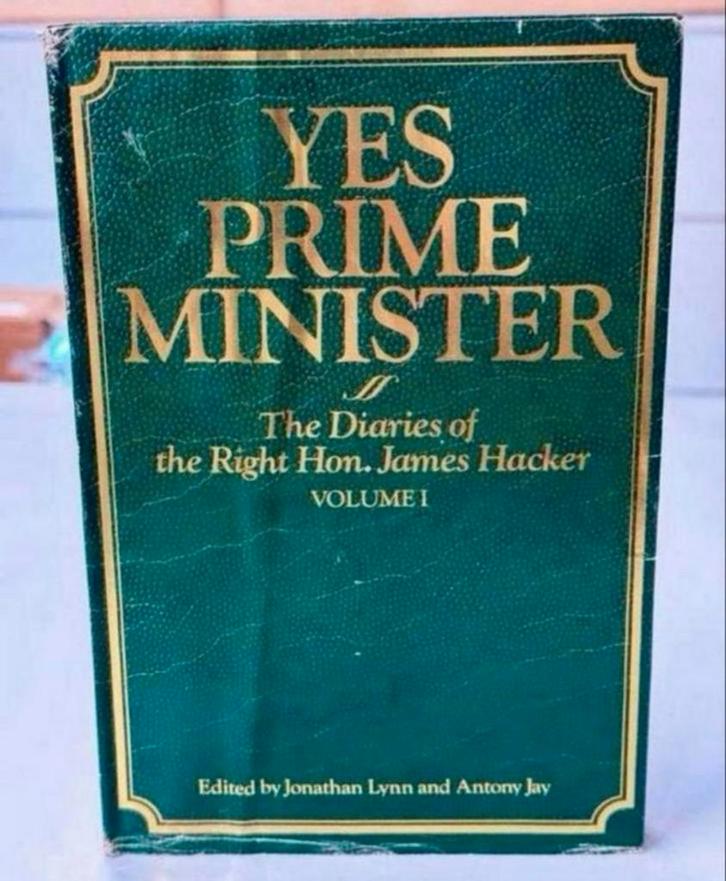 YES
PRIME
MINISTER
The Diaries of
the Right Hon. James Hacker
VOLUME I
Edited by Jonathan Lynn and Antony Jay